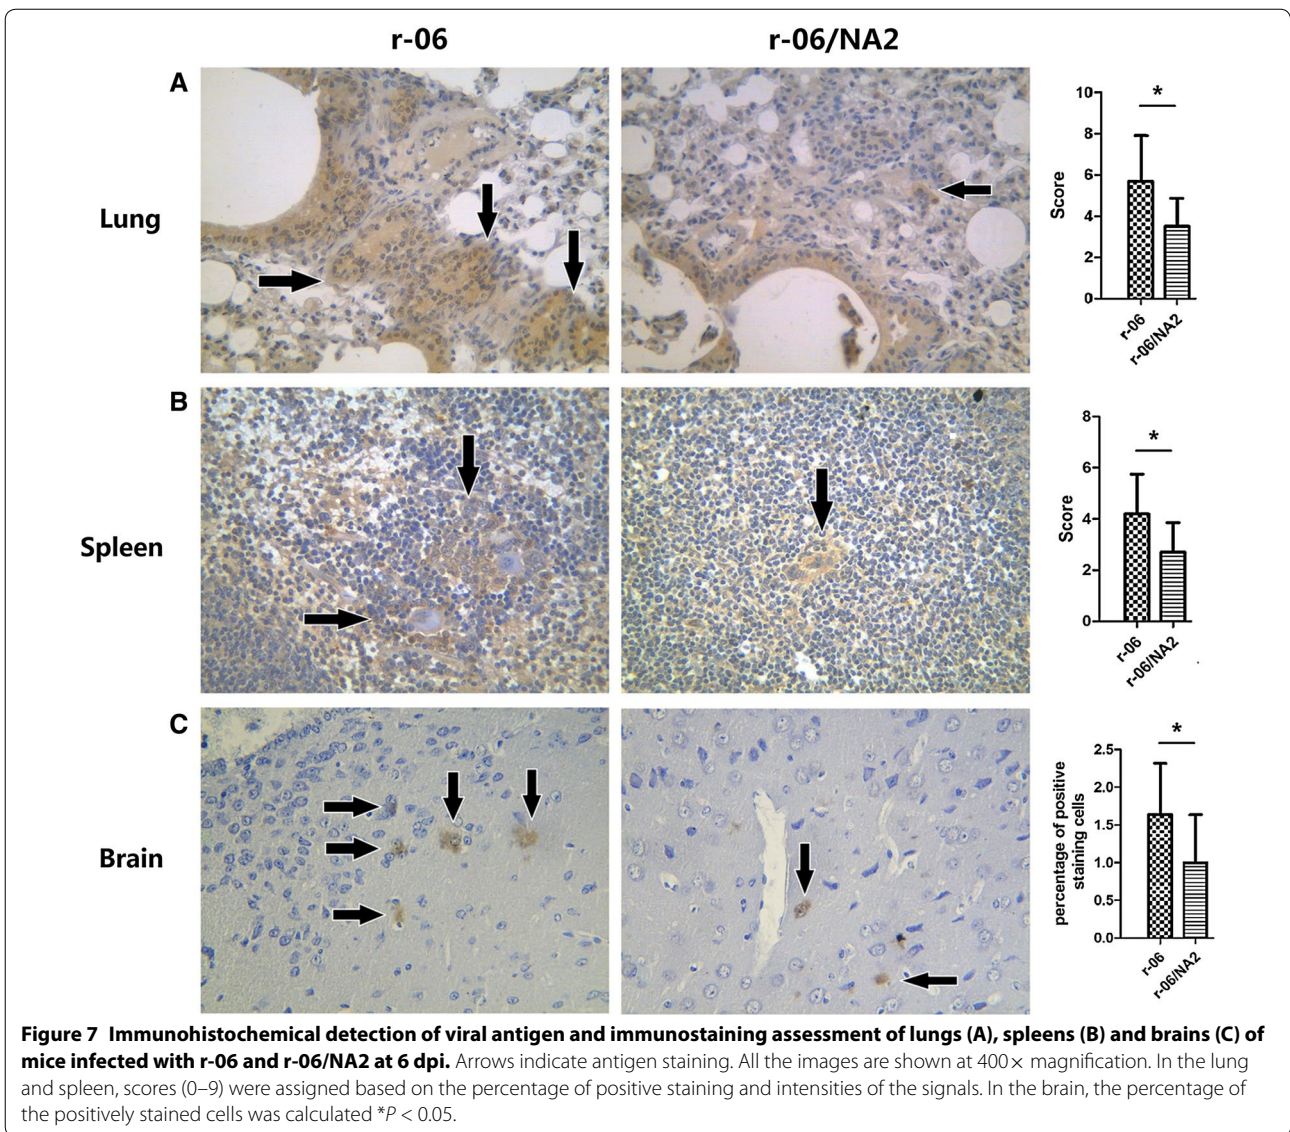 r-06
r-06/NA2
A
Lung
10
8
6
4
2
0
Score
*
r-06
r-06/NA2
B
Spleen
8
6
4
2
0
Score
*
r-06
r-06/NA2
C
Brain
2.5
2.0
1.5
1.0
0.5
0.0
percentage of positive
staining cells
*
r-06
r-06/NA2
Figure 7 Immunohistochemical detection of viral antigen and immunostaining assessment of lungs (A), spleens (B) and brains (C) of
mice infected with r-06 and r-06/NA2 at 6 dpi. Arrows indicate antigen staining. All the images are shown at 400× magnification. In the lung
and spleen, scores (0–9) were assigned based on the percentage of positive staining and intensities of the signals. In the brain, the percentage of
the positively stained cells was calculated *P < 0.05.